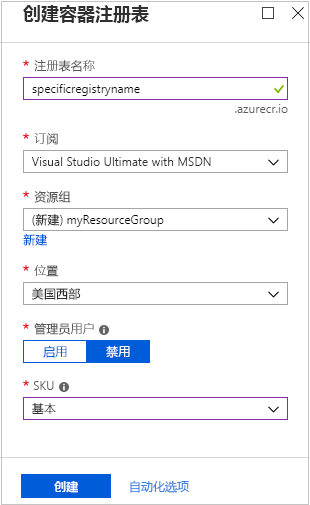 创建容器注册表
* 注册表名称
specificregistryname
.azurecr.io
* 订阅
Visual Studio Ultimate with MSDN
* 资源组
(新建) myResourceGroup
新建
* 位置
美国西部
* 管理员用户
启用 禁用
* SKU
基本
创建 自动化选项